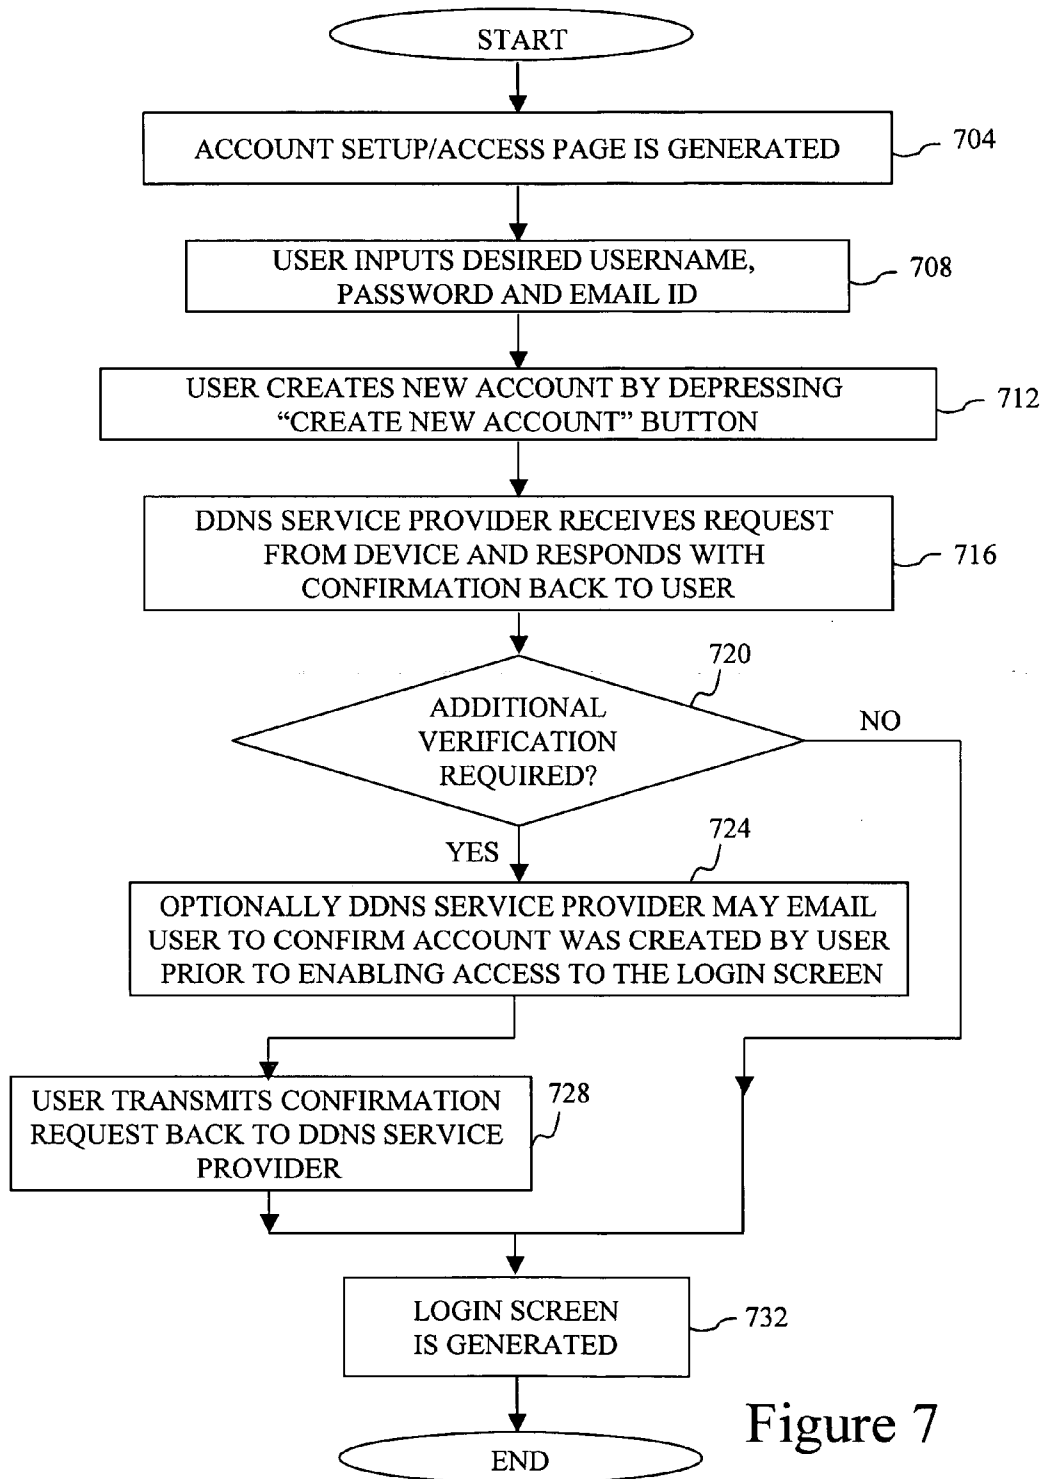 START
ACCOUNT SETUP/ACCESS PAGE IS GENERATED
704
USER INPUTS DESIRED USERNAME,
PASSWORD AND EMAIL ID
708
USER CREATES NEW ACCOUNT BY DEPRESSING
“CREATE NEW ACCOUNT” BUTTON
712
DDNS SERVICE PROVIDER RECEIVES REQUEST
FROM DEVICE AND RESPONDS WITH
CONFIRMATION BACK TO USER
716
720
ADDITIONAL
VERIFICATION
REQUIRED?
NO
YES
724
OPTIONALLY DDNS SERVICE PROVIDER MAY EMAIL
USER TO CONFIRM ACCOUNT WAS CREATED BY USER
PRIOR TO ENABLING ACCESS TO THE LOGIN SCREEN
USER TRANSMITS CONFIRMATION
REQUEST BACK TO DDNS SERVICE
PROVIDER
728
LOGIN SCREEN
IS GENERATED
732
Figure 7
END